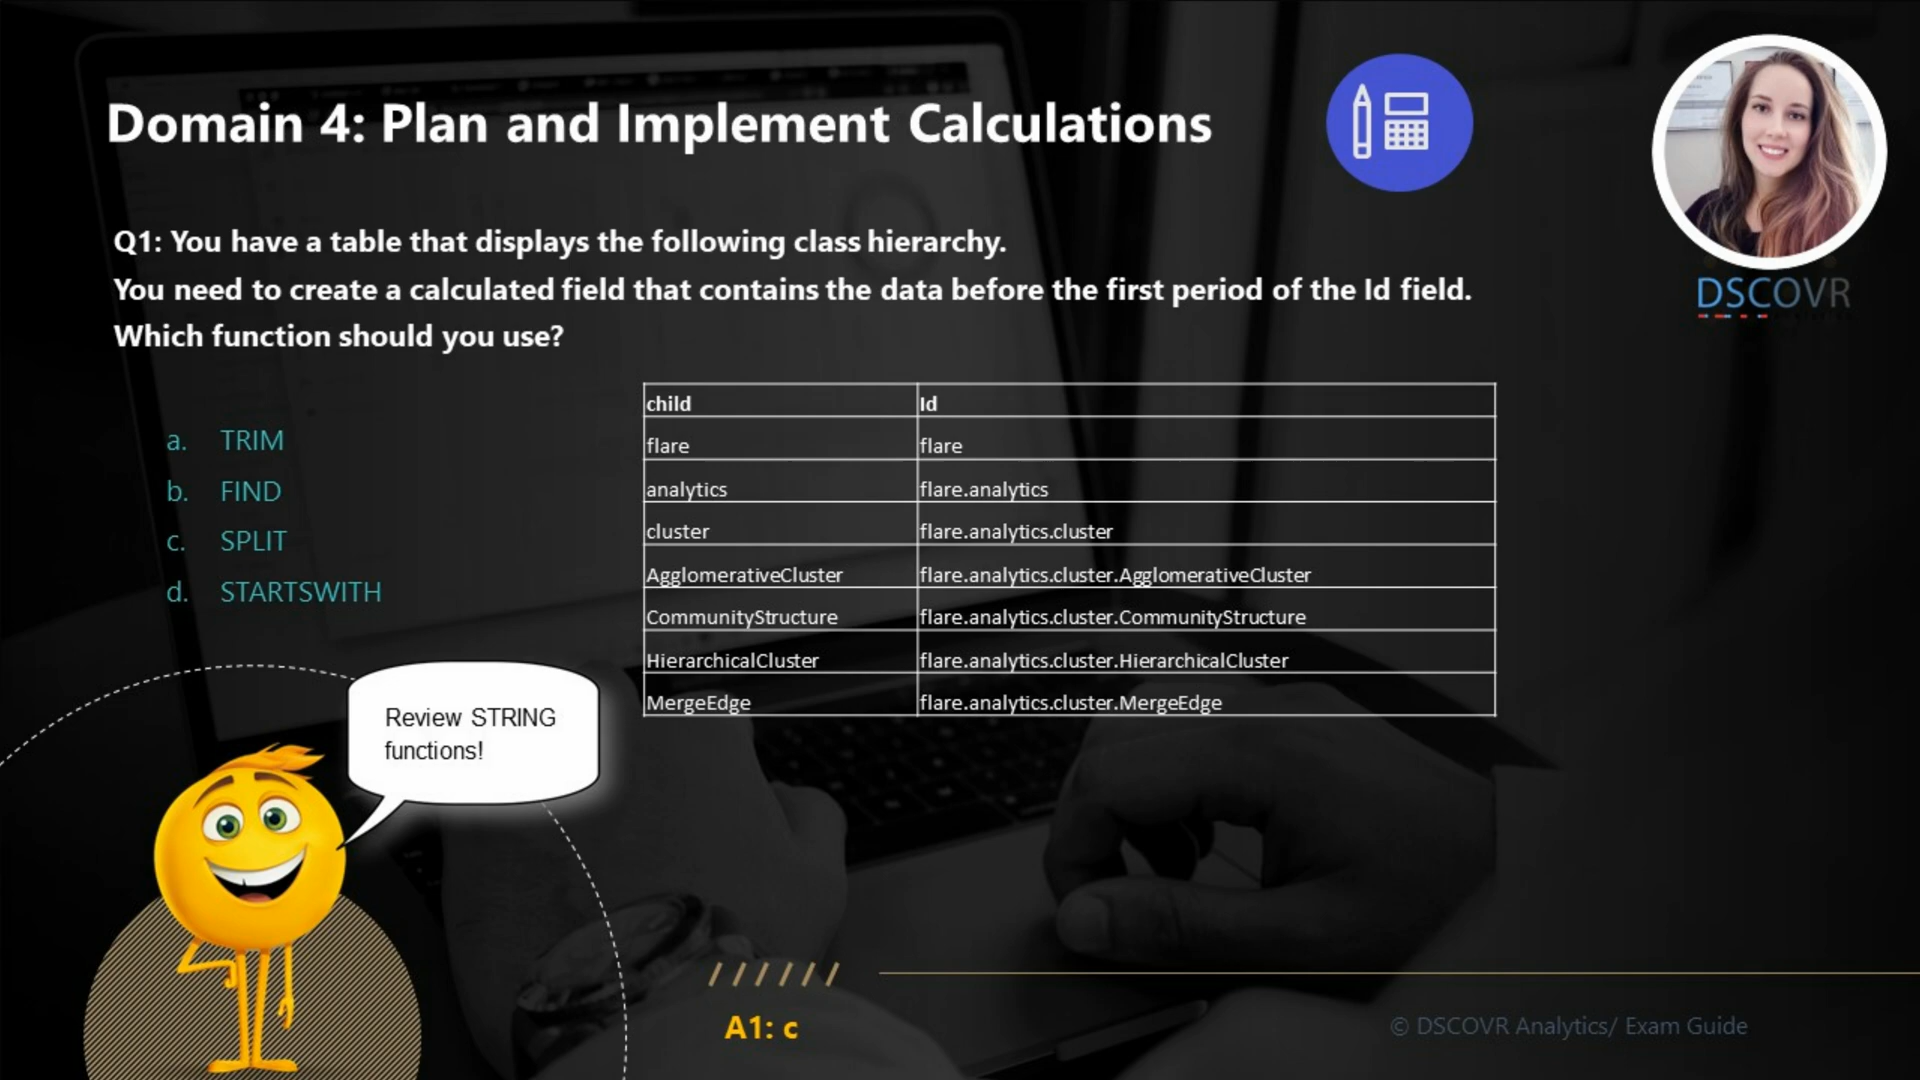 Domain 4: Plan and Implement Calculations
DSCOVR
Q1: You have a table that displays the following class hierarchy.
You need to create a calculated field that contains the data before the first period of the Id field.
Which function should you use?
a. TRIM
b. FIND
c. SPLIT
d. STARTSWITH
child Id
flare flare
analytics flare.analytics
cluster flare.analytics.cluster
AgglomerativeCluster flare.analytics.cluster.AgglomerativeCluster
CommunityStructure flare.analytics.cluster.CommunityStructure
HierarchicalCluster flare.analytics.cluster.HierarchicalCluster
MergeEdge flare.analytics.cluster.MergeEdge
Review STRING
functions!
A1: c
© DSCOVR Analytics/ Exam Guide